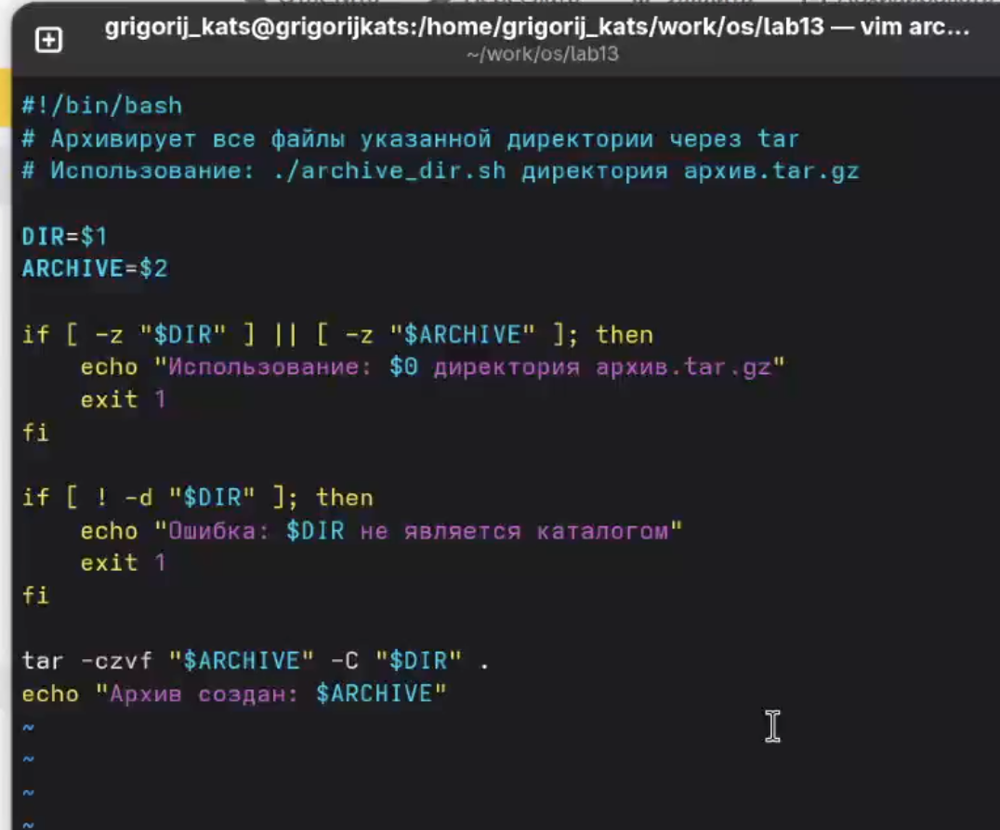 grigorij_kats@grigorijkats:/home/grigorij_kats/work/os/lab13 — vim arc...
~/work/os/lab13
#!/bin/bash
# Архивирует все файлы указанной директории через tar
# Использование: ./archive_dir.sh директория архив.tar.gz
DIR=$1
ARCHIVE=$2
if [ -z "$DIR" ] || [ -z "$ARCHIVE" ]; then
    echo "Использование: $0 директория архив.tar.gz"
    exit 1
fi
if [ ! -d "$DIR" ]; then
    echo "Ошибка: $DIR не является каталогом"
    exit 1
fi
tar -czvf "$ARCHIVE" -C "$DIR" .
echo "Архив создан: $ARCHIVE"
~
~
~
~